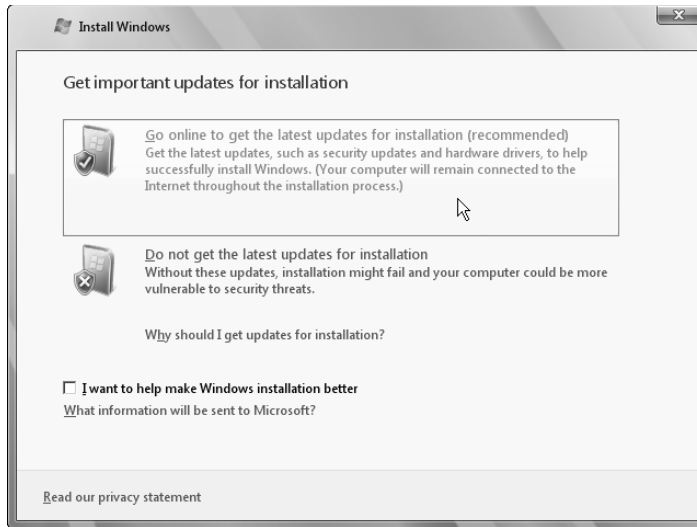 Install Windows
Get important updates for installation
Go online to get the latest updates for installation (recommended)
Get the latest updates, such as security updates and hardware drivers, to help
successfully install Windows. (Your computer will remain connected to the
Internet throughout the installation process.)
Do not get the latest updates for installation
Without these updates, installation might fail and your computer could be more
vulnerable to security threats.
Why should I get updates for installation?
I want to help make Windows installation better
What information will be sent to Microsoft?
Read our privacy statement